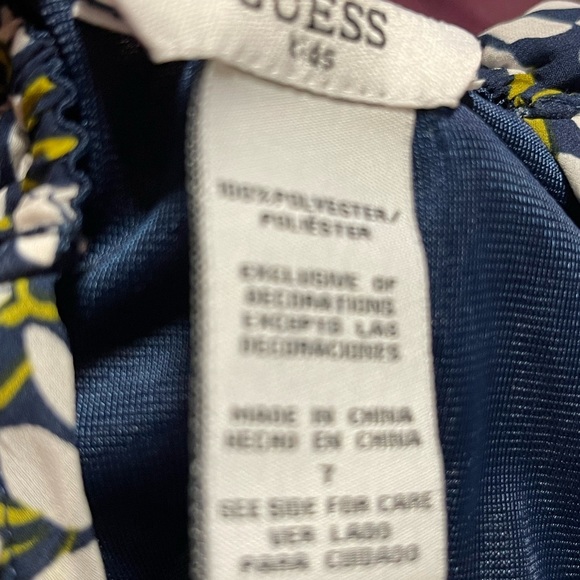 GUESS
100% POLYESTER/
POLIÉSTER
EXCLUSIVE OF
DECORATIONS
EXCEPTO LAS
DECORACIONES
MADE IN CHINA
HECHO EN CHINA
7
SEE SIDE FOR CARE
VER LADO
PARA CUIDADO